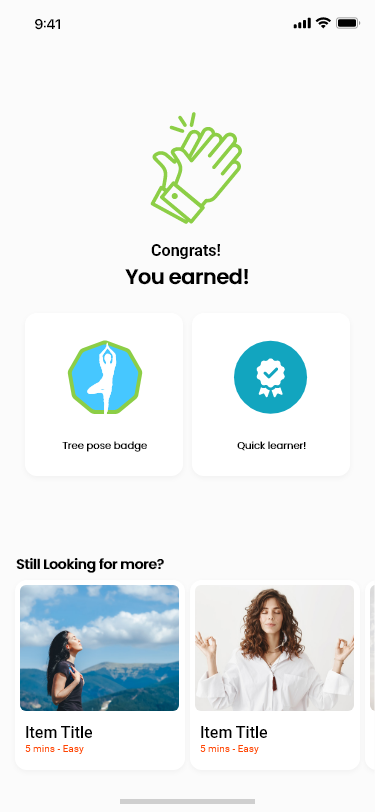 9:41
Congrats!
You earned!
Tree pose badge
Quick learner!
Still Looking for more?
Item Title
5 mins - Easy
Item Title
5 mins - Easy